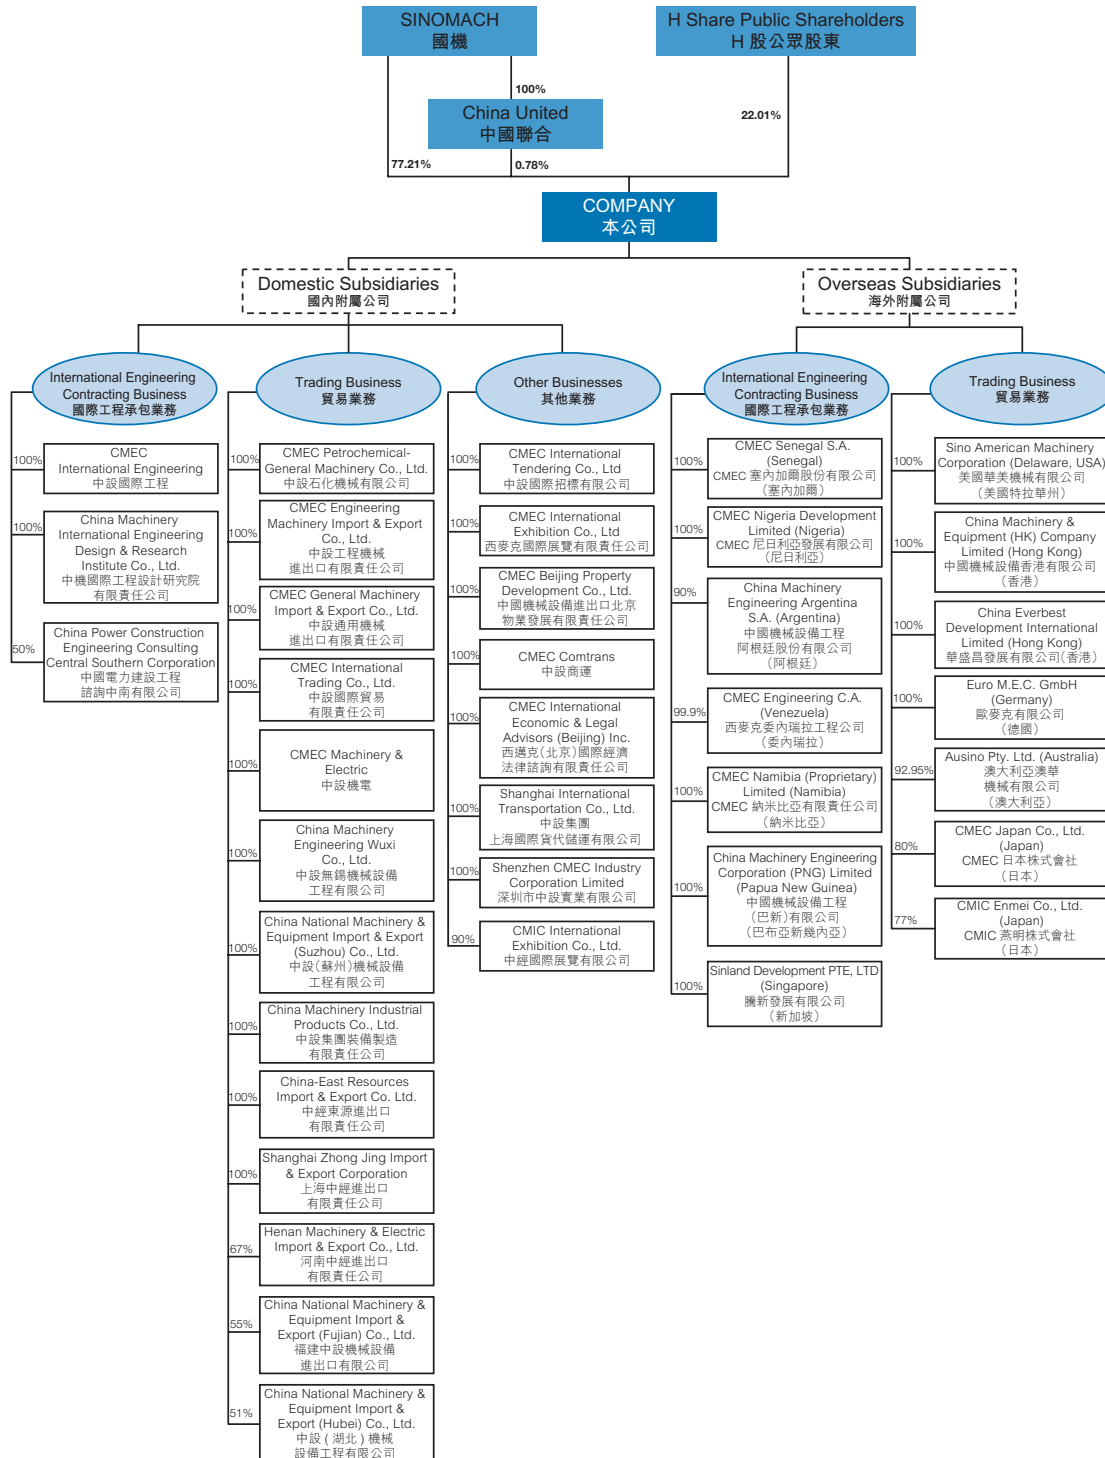 SINOMACH
國機
H Share Public Shareholders
H 股公眾股東
100%
China United
中國聯合
22.01%
77.21%
0.78%
COMPANY
本公司
Domestic Subsidiaries
國內附屬公司
Overseas Subsidiaries
海外附屬公司
International Engineering
Contracting Business
國際工程承包業務
Trading Business
貿易業務
Other Businesses
其他業務
International Engineering
Contracting Business
國際工程承包業務
Trading Business
貿易業務
100%
CMEC
International Engineering
中設國際工程
100%
China Machinery
International Engineering
Design & Research
Institute Co., Ltd.
中機國際工程設計研究院
有限責任公司
50%
China Power Construction
Engineering Consulting
Central Southern Corporation
中國電力建設工程
諮詢中南有限公司
100%
CMEC Petrochemical-
General Machinery Co., Ltd.
中設石化機械有限公司
100%
CMEC Engineering
Machinery Import & Export
Co., Ltd.
中設工程機械
進出口有限責任公司
100%
CMEC General Machinery
Import & Export Co., Ltd.
中設通用機械
進出口有限責任公司
100%
CMEC International
Trading Co., Ltd.
中設國際貿易
有限責任公司
100%
CMEC Machinery &
Electric
中設機電
100%
China Machinery
Engineering Wuxi
Co., Ltd.
中設無錫機械設備
工程有限公司
100%
China National Machinery &
Equipment Import & Export
(Suzhou) Co., Ltd.
中設(蘇州)機械設備
工程有限公司
100%
China Machinery Industrial
Products Co., Ltd.
中設集團裝備製造
有限責任公司
100%
China-East Resources
Import & Export Co. Ltd.
中經東源進出口
有限責任公司
100%
Shanghai Zhong Jing Import
& Export Corporation
上海中經進出口
有限責任公司
67%
Henan Machinery & Electric
Import & Export Co., Ltd.
河南中經進出口
有限責任公司
55%
China National Machinery &
Equipment Import &
Export (Fujian) Co., Ltd.
福建中設機械設備
進出口有限公司
51%
China National Machinery &
Equipment Import &
Export (Hubei) Co., Ltd.
中設 ( 湖北 ) 機械
設備工程有限公司
100%
CMEC International
Tendering Co., Ltd
中設國際招標有限公司
100%
CMEC International
Exhibition Co., Ltd
西麥克國際展覽有限責任公司
100%
CMEC Beijing Property
Development Co., Ltd.
中國機械設備進出口北京
物業發展有限責任公司
100%
CMEC Comtrans
中設商運
100%
CMEC International
Economic & Legal
Advisors (Beijing) Inc.
西邁克(北京)國際經濟
法律諮詢有限責任公司
100%
Shanghai International
Transportation Co., Ltd.
中設集團
上海國際貨代儲運有限公司
100%
Shenzhen CMEC Industry
Corporation Limited
深圳市中設實業有限公司
90%
CMIC International
Exhibition Co., Ltd.
中經國際展覽有限公司
100%
CMEC Senegal S.A.
(Senegal)
CMEC 塞內加爾股份有限公司
（塞內加爾）
100%
CMEC Nigeria Development
Limited (Nigeria)
CMEC 尼日利亞發展有限公司
（尼日利亞）
90%
China Machinery
Engineering Argentina
S.A. (Argentina)
中國機械設備工程
阿根廷股份有限公司
（阿根廷）
99.9%
CMEC Engineering C.A.
(Venezuela)
西麥克委內瑞拉工程公司
（委內瑞拉）
100%
CMEC Namibia (Proprietary)
Limited (Namibia)
CMEC 納米比亞有限責任公司
（納米比亞）
100%
China Machinery Engineering
Corporation (PNG) Limited
(Papua New Guinea)
中國機械設備工程
（巴新)有限公司
（巴布亞新幾內亞）
100%
Sinland Development PTE, LTD
(Singapore)
騰新發展有限公司
（新加坡）
100%
Sino American Machinery
Corporation (Delaware, USA)
美國華美機械有限公司
（美國特拉華州）
100%
China Machinery &
Equipment (HK) Company
Limited (Hong Kong)
中國機械設備香港有限公司
（香港）
100%
China Everbest
Development International
Limited (Hong Kong)
華盛昌發展有限公司(香港）
100%
Euro M.E.C. GmbH
(Germany)
歐麥克有限公司
（德國）
92.95%
Ausino Pty. Ltd. (Australia)
澳大利亞澳華
機械有限公司
（澳大利亞）
80%
CMEC Japan Co., Ltd.
(Japan)
CMEC 日本株式會社
（日本）
77%
CMIC Enmei Co., Ltd.
(Japan)
CMIC 燕明株式會社
（日本）